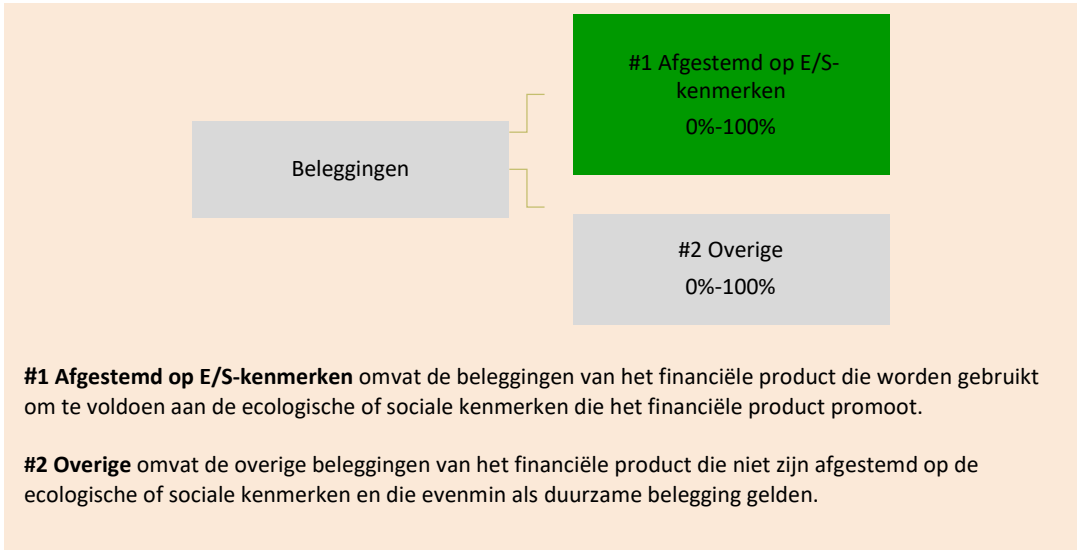 #1 Afgestemd op E/S-
kenmerken
0%-100%
Beleggingen
#2 Overige
0%-100%
#1 Afgestemd op E/S-kenmerken omvat de beleggingen van het financiële product die worden gebruikt
om te voldoen aan de ecologische of sociale kenmerken die het financiële product promoot.
#2 Overige omvat de overige beleggingen van het financiële product die niet zijn afgestemd op de
ecologische of sociale kenmerken en die evenmin als duurzame belegging gelden.